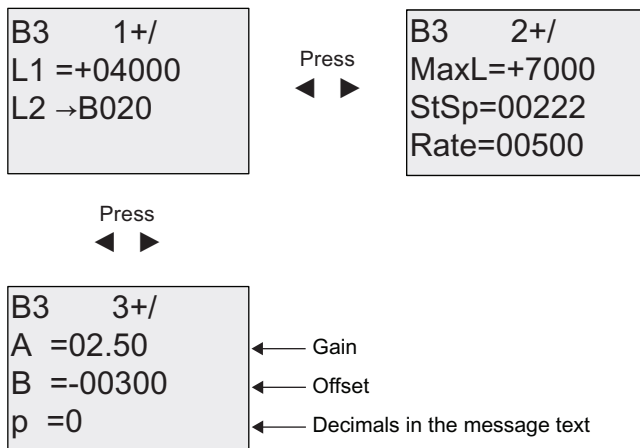 B3 1+/
L1 =+04000
L2 →B020
Press
◄ ►
B3 2+/
MaxL=+7000
StSp=00222
Rate=00500
Press
◄ ►
B3 3+/
A =02.50
Gain
B =-00300
Offset
p =0
Decimals in the message text